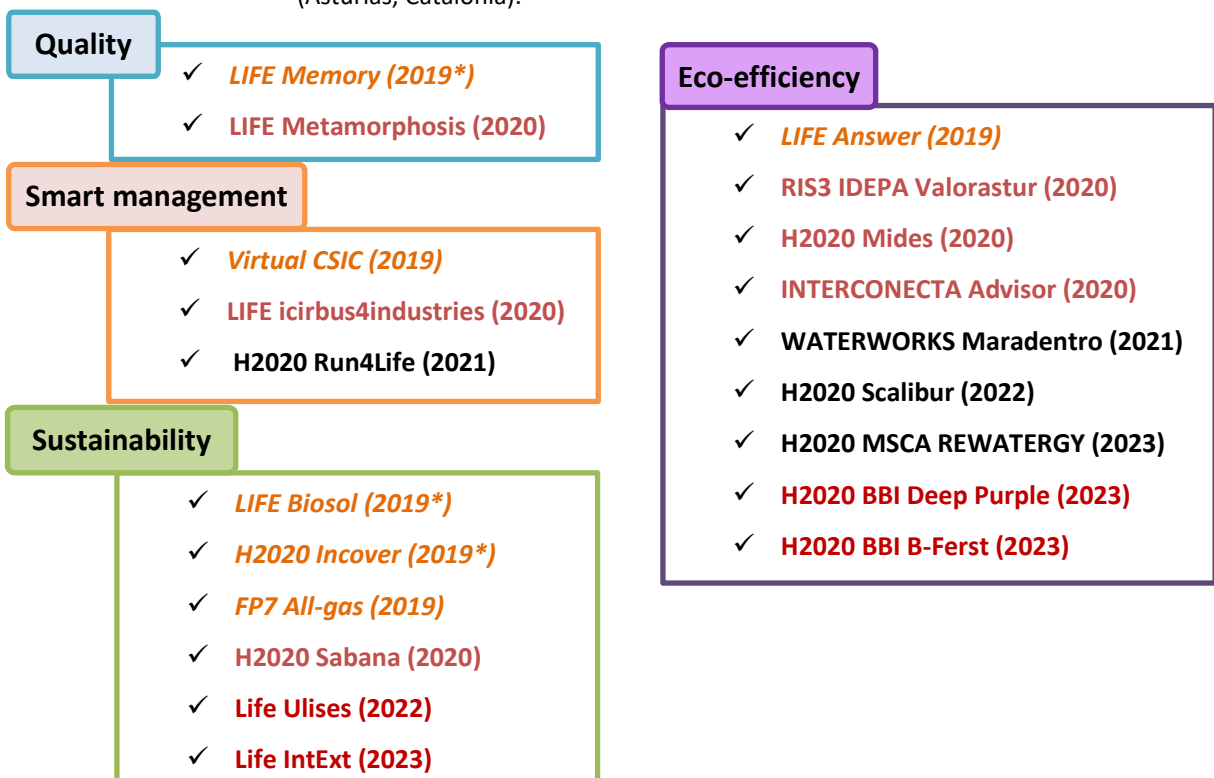 (Asturias, Catalonia).
Quality
✓ LIFE Memory (2019*)
✓ LIFE Metamorphosis (2020)
Smart management
✓ Virtual CSIC (2019)
✓ LIFE icirbus4industries (2020)
✓ H2020 Run4Life (2021)
Sustainability
✓ LIFE Biosol (2019*)
✓ H2020 Incover (2019*)
✓ FP7 All-gas (2019)
✓ H2020 Sabana (2020)
✓ Life Ulises (2022)
✓ Life IntExt (2023)
Eco-efficiency
✓ LIFE Answer (2019)
✓ RIS3 IDEPA Valorastur (2020)
✓ H2020 Mides (2020)
✓ INTERCONECTA Advisor (2020)
✓ WATERWORKS Maradentro (2021)
✓ H2020 Scalibur (2022)
✓ H2020 MSCA REWATERGY (2023)
✓ H2020 BBI Deep Purple (2023)
✓ H2020 BBI B-Ferst (2023)